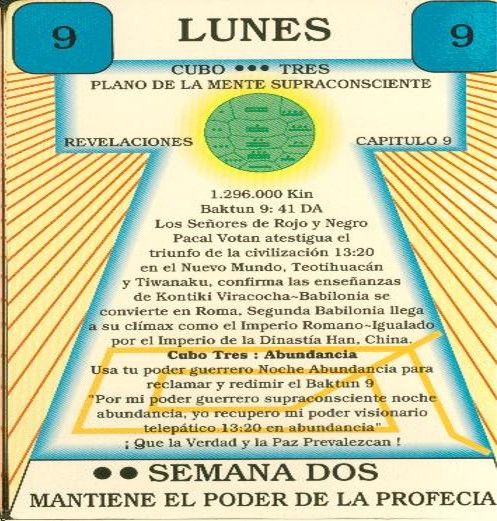 9 LUNES 9
CUBO ••• TRES
PLANO DE LA MENTE SUPRACONSCIENTE
REVELACIONES CAPITULO 9
1.296.000 Kin
Baktun 9: 41 DA
Los Señores de Rojo y Negro
Pacal Votan atestigua el
triunfo de la civilización 13:20
en el Nuevo Mundo, Teotihuacán
y Tiwanaku, confirma las enseñanzas
de Kontiki Viracocha~Babilonia se
convierte en Roma, Segunda Babilonia llega
a su clímax como el Imperio Romano~Igualado
por el Imperio de la Dinastía Han, China.
Cubo Tres : Abundancia
Usa tu poder guerrero Noche Abundancia para
reclamar y redimir el Baktun 9
"Por mi poder guerrero supraconsciente noche
abundancia, yo recupero mi poder visionario
telepático 13:20 en abundancia"
¡ Que la Verdad y la Paz Prevalezcan !
•• SEMANA DOS
MANTIENE EL PODER DE LA PROFECIA